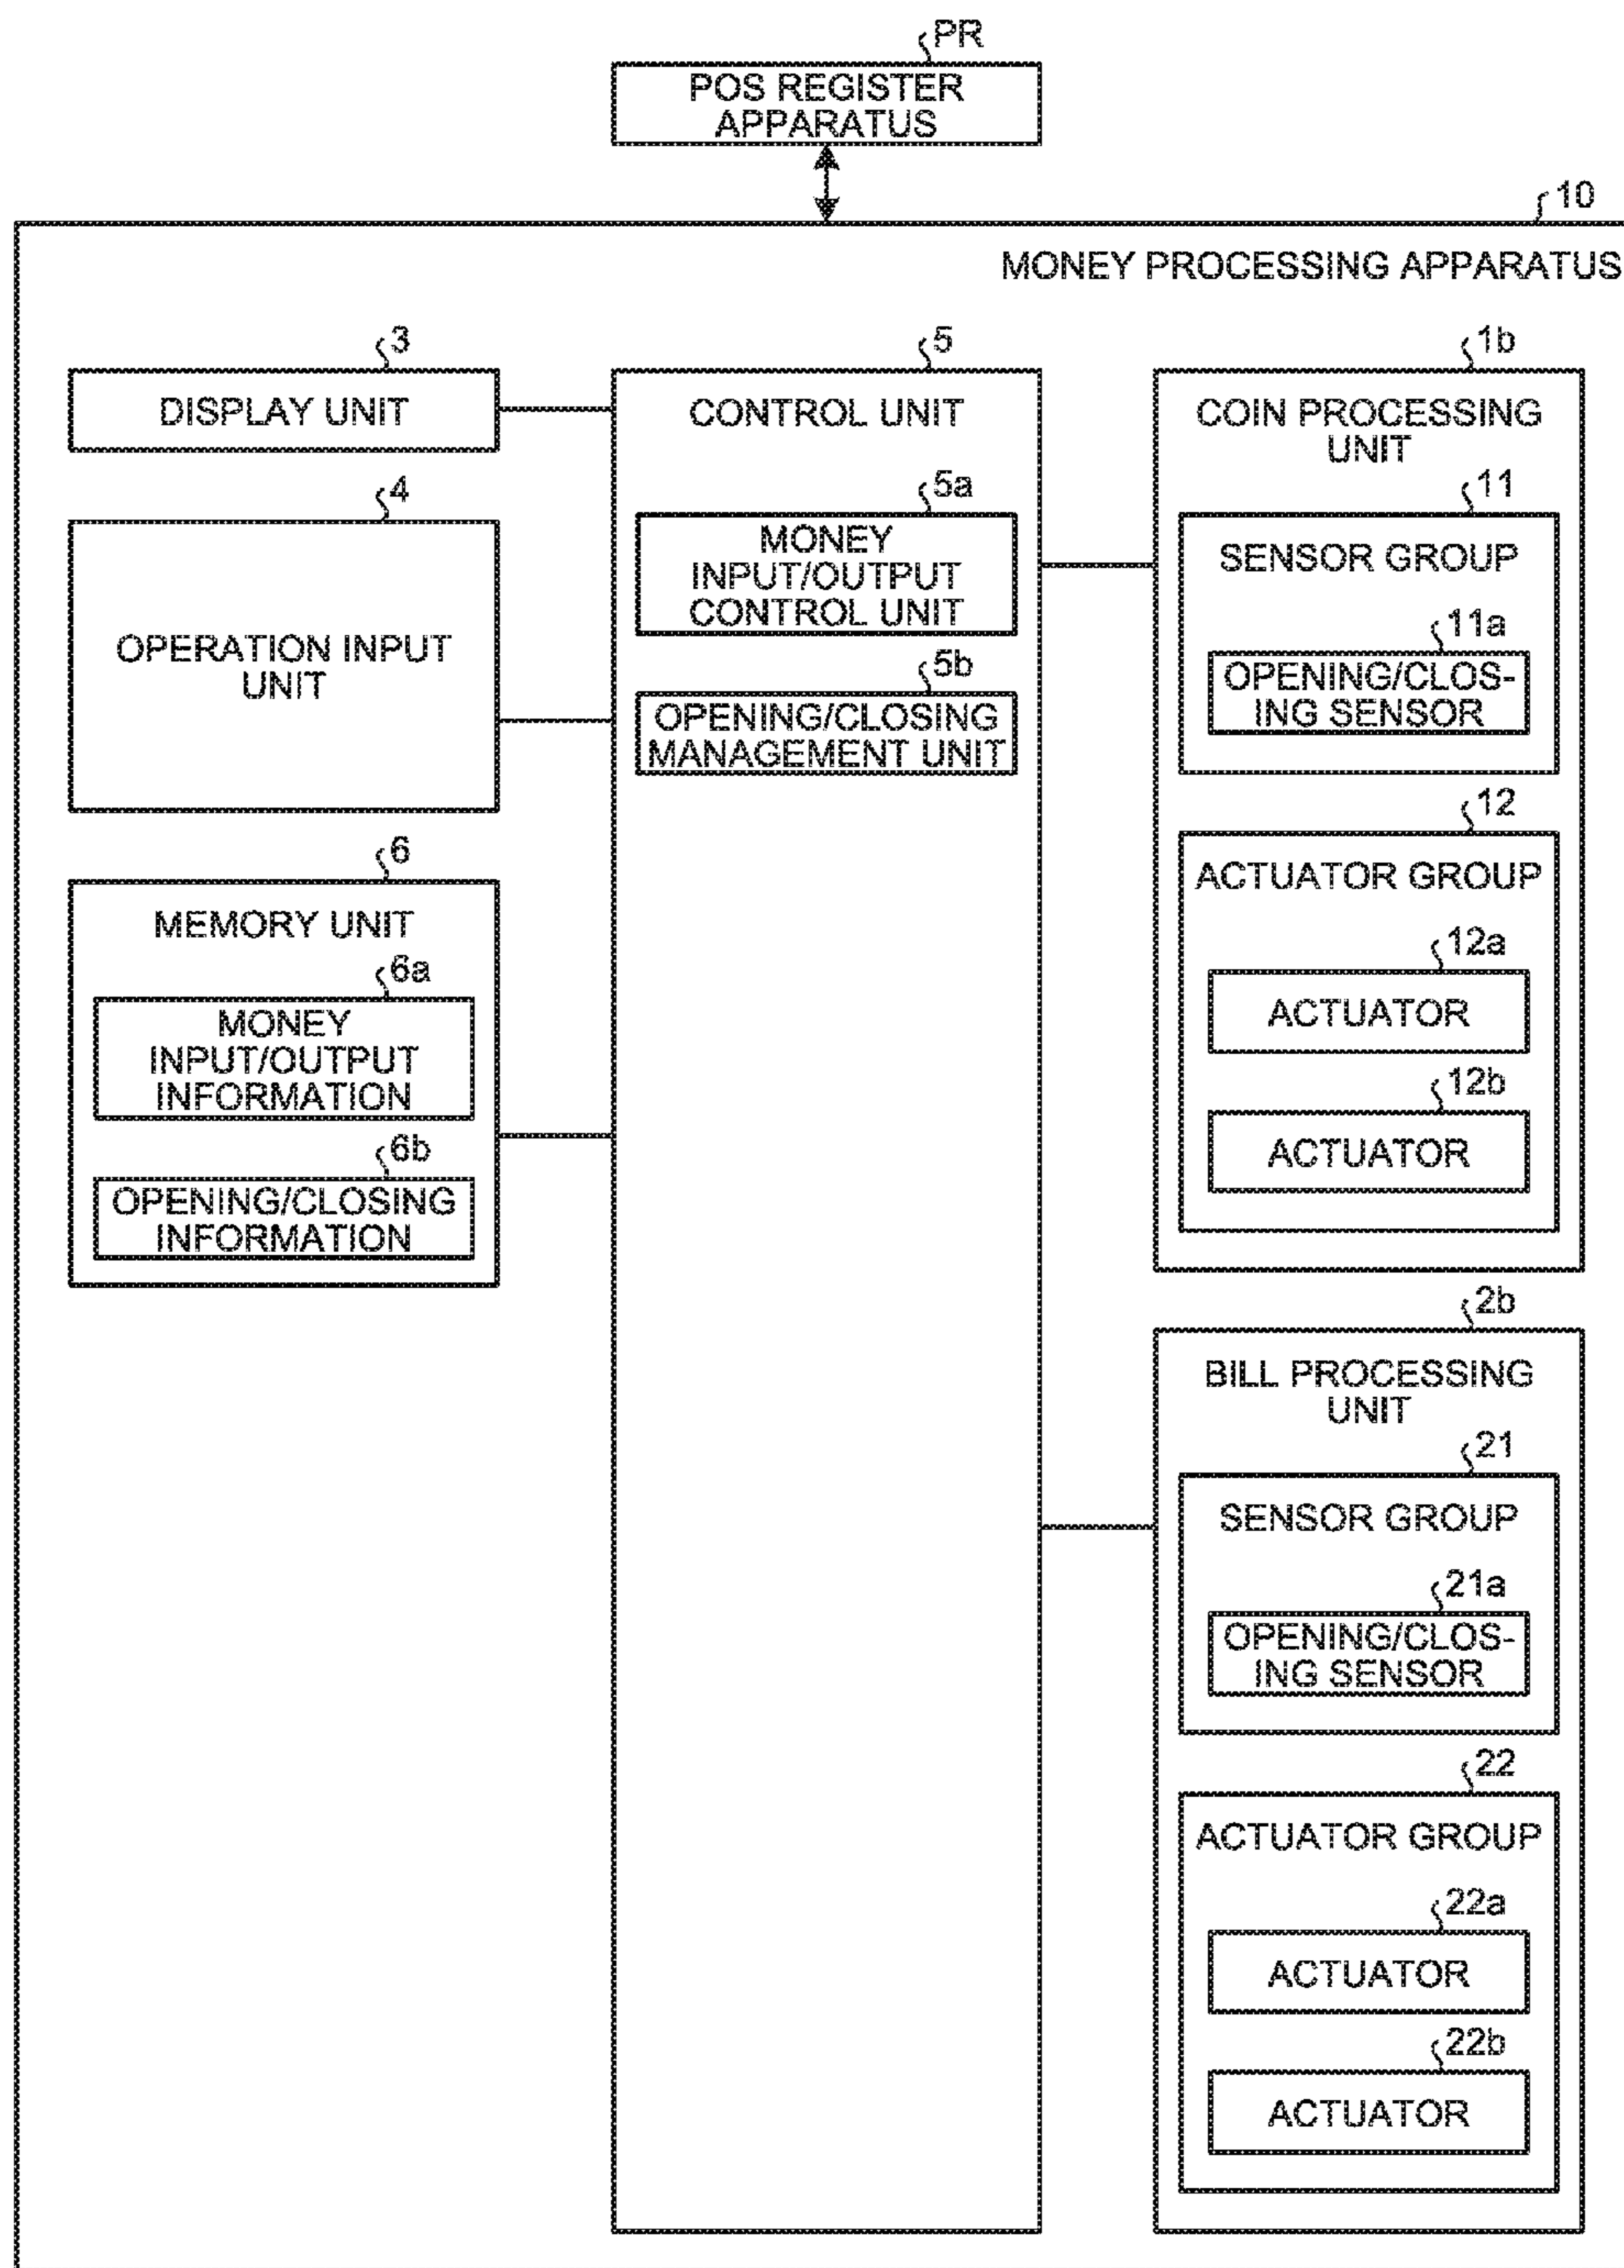 PR
POS REGISTER
APPARATUS
10
MONEY PROCESSING APPARATUS
3
DISPLAY UNIT
4
OPERATION INPUT
UNIT
6
MEMORY UNIT
6a
MONEY
INPUT/OUTPUT
INFORMATION
6b
OPENING/CLOSING
INFORMATION
5
CONTROL UNIT
5a
MONEY
INPUT/OUTPUT
CONTROL UNIT
5b
OPENING/CLOSING
MANAGEMENT UNIT
1b
COIN PROCESSING
UNIT
11
SENSOR GROUP
11a
OPENING/CLOS-
ING SENSOR
12
ACTUATOR GROUP
12a
ACTUATOR
12b
ACTUATOR
2b
BILL PROCESSING
UNIT
21
SENSOR GROUP
21a
OPENING/CLOS-
ING SENSOR
22
ACTUATOR GROUP
22a
ACTUATOR
22b
ACTUATOR